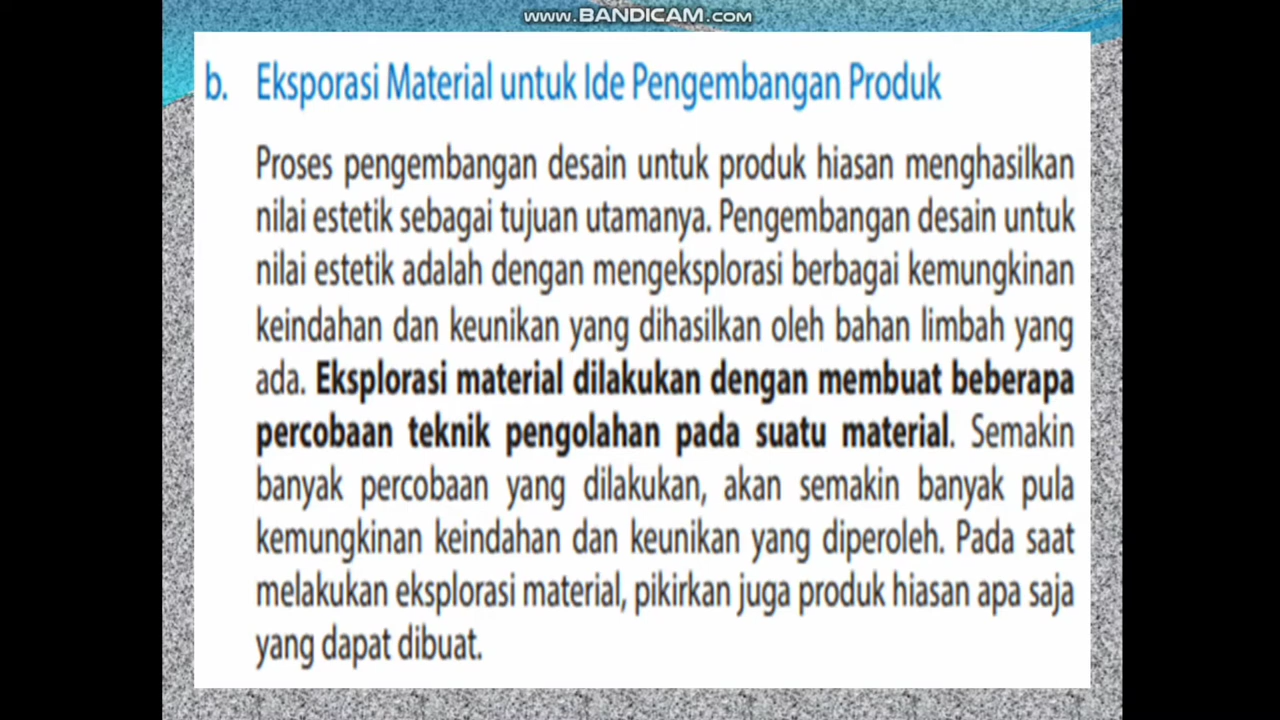 www.BANDICAM.com
b. Eksporasi Material untuk Ide Pengembangan Produk
Proses pengembangan desain untuk produk hiasan menghasilkan
nilai estetik sebagai tujuan utamanya. Pengembangan desain untuk
nilai estetik adalah dengan mengeksplorasi berbagai kemungkinan
keindahan dan keunikan yang dihasilkan oleh bahan limbah yang
ada. Eksplorasi material dilakukan dengan membuat beberapa
percobaan teknik pengolahan pada suatu material. Semakin
banyak percobaan yang dilakukan, akan semakin banyak pula
kemungkinan keindahan dan keunikan yang diperoleh. Pada saat
melakukan eksplorasi material, pikirkan juga produk hiasan apa saja
yang dapat dibuat.